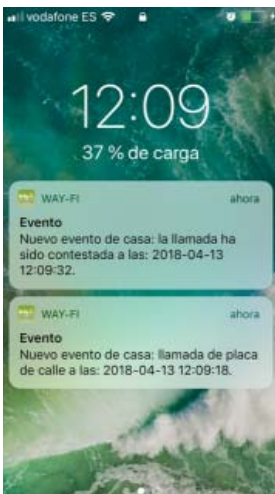 vodafone ES
12:09
37 % de carga
WAY-FI ahora
Evento
Nuevo evento de casa: la llamada ha
sido contestada a las: 2018-04-13
12:09:32.
WAY-FI ahora
Evento
Nuevo evento de casa: llamada de placa
de calle a las: 2018-04-13 12:09:18.